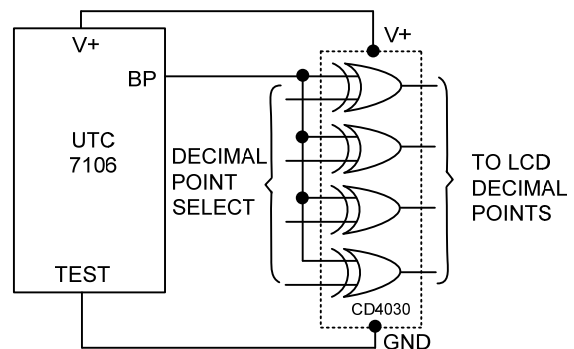 V+
BP
UTC
7106
TEST
DECIMAL
POINT
SELECT
V+
CD4030
GND
TO LCD
DECIMAL
POINTS